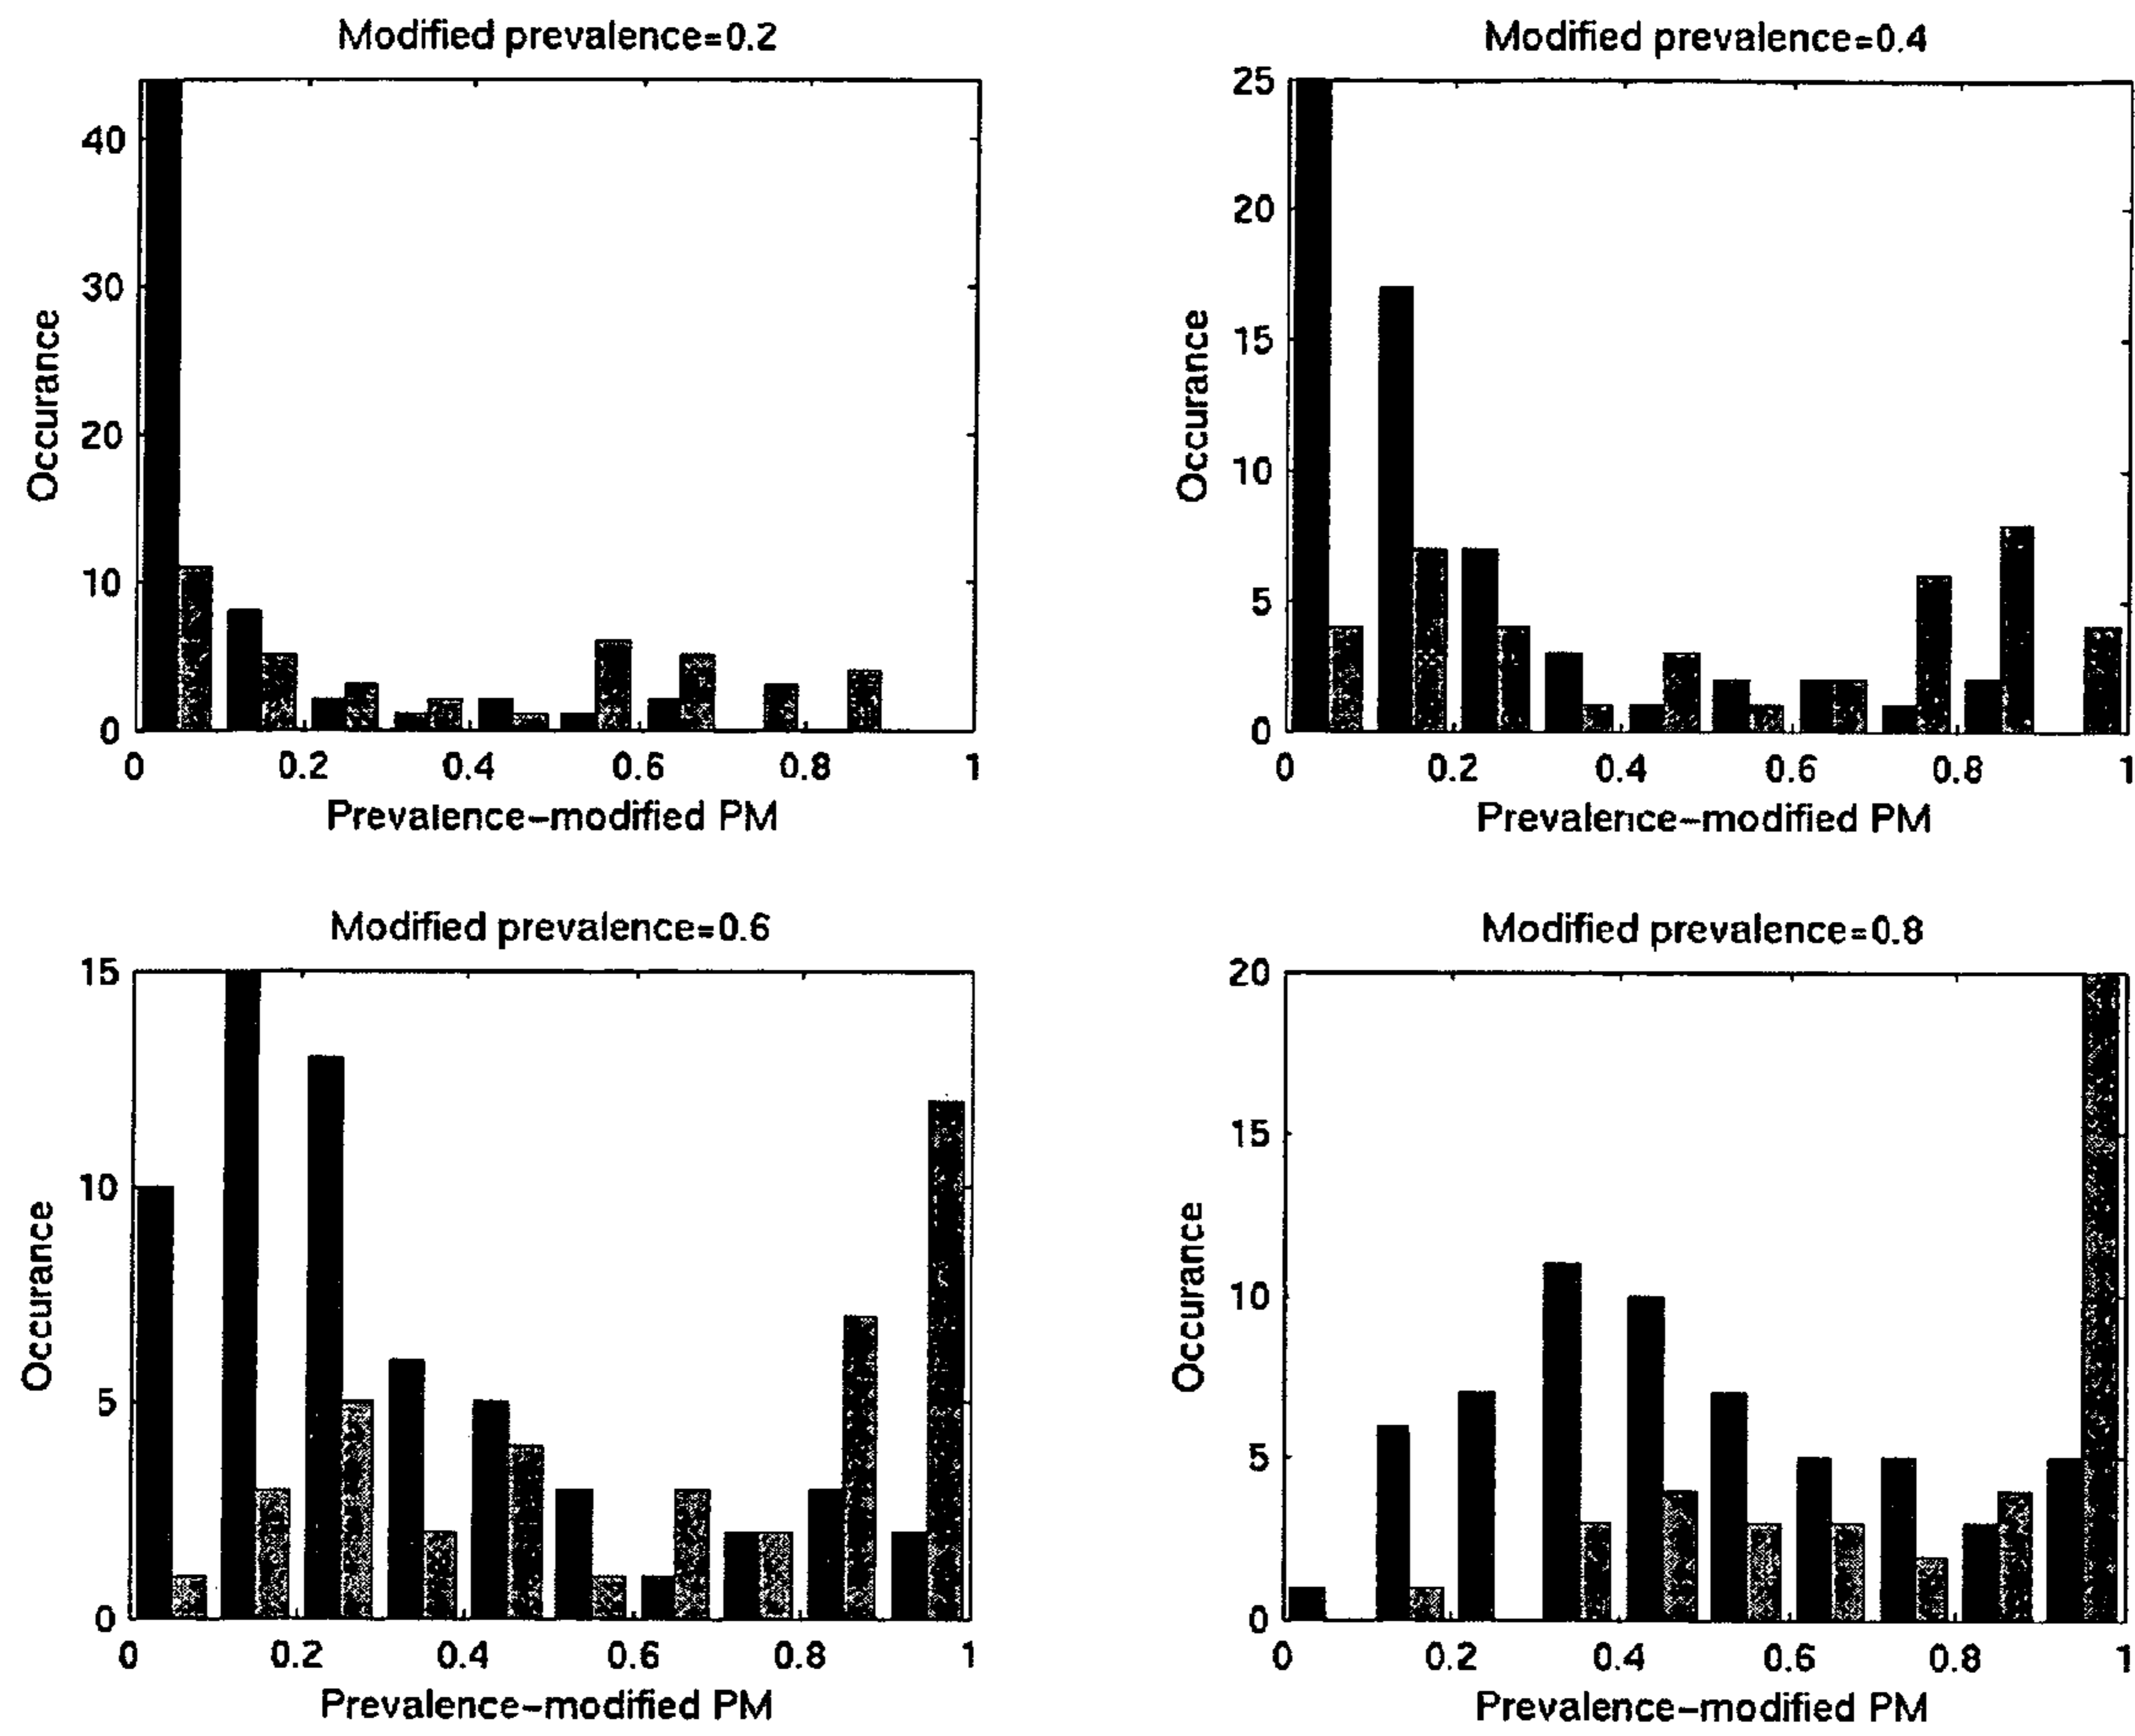 Modified prevalence=0.2
40
30
20
10
0
0 0.2 0.4 0.6 0.8 1
Occurance
Prevalence-modified PM
Modified prevalence=0.4
25
20
15
10
5
0
0 0.2 0.4 0.6 0.8 1
Occurance
Prevalence-modified PM
Modified prevalence=0.6
15
10
5
0
0 0.2 0.4 0.6 0.8 1
Occurance
Prevalence-modified PM
Modified prevalence=0.8
20
15
10
5
0
0 0.2 0.4 0.6 0.8 1
Occurance
Prevalence-modified PM